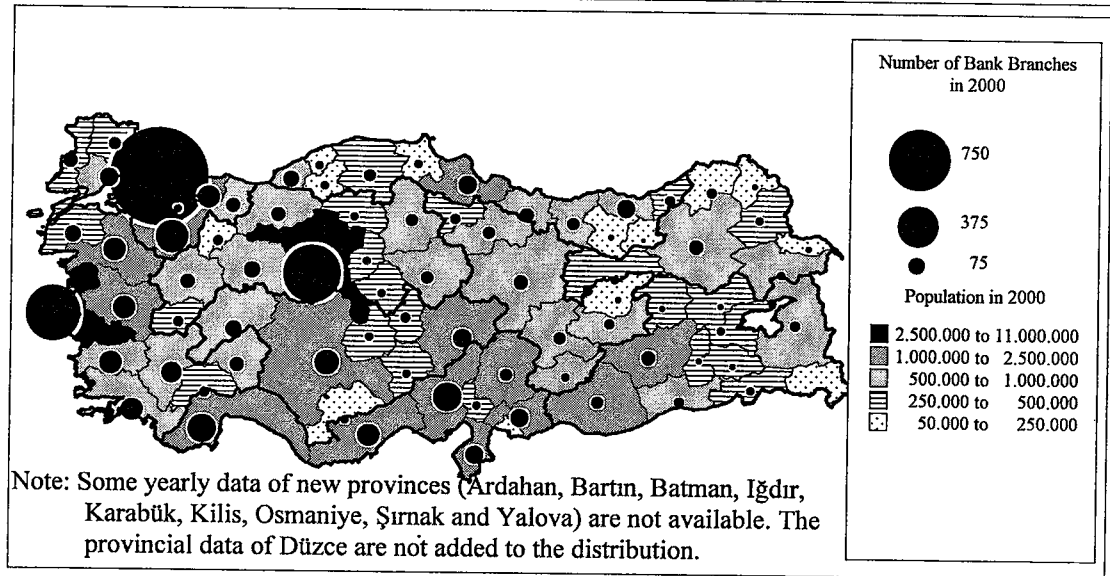 Number of Bank Branches
in 2000
750
375
75
Population in 2000
2.500.000 to 11.000.000
1.000.000 to 2.500.000
500.000 to 1.000.000
250.000 to 500.000
50.000 to 250.000
Note: Some yearly data of new provinces (Ardahan, Bartın, Batman, Iğdır,
Karabük, Kilis, Osmaniye, Şırnak and Yalova) are not available. The
provincial data of Düzce are not added to the distribution.